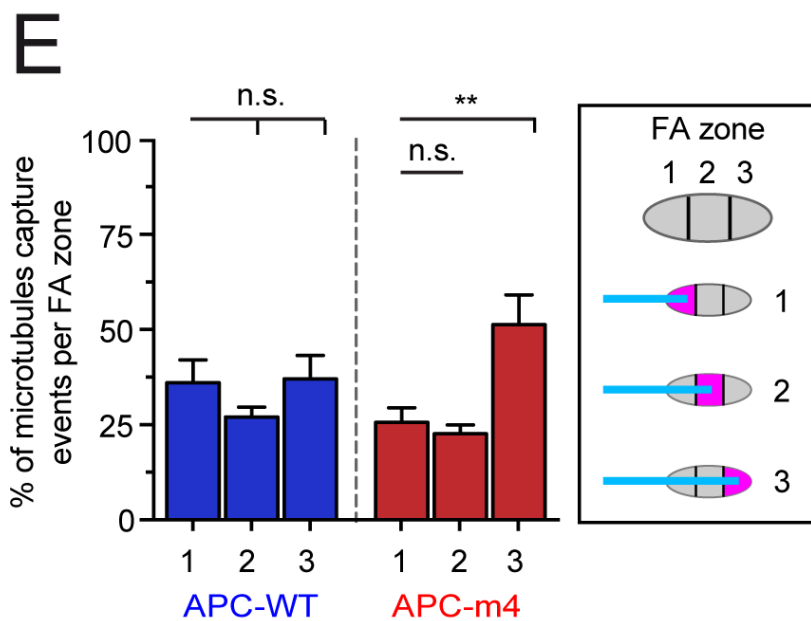 E
n.s.
**
n.s.
% of microtubules capture
events per FA zone
100
75
50
25
0
1 2 3
1 2 3
APC-WT
APC-m4
FA zone
1 2 3
1
2
3